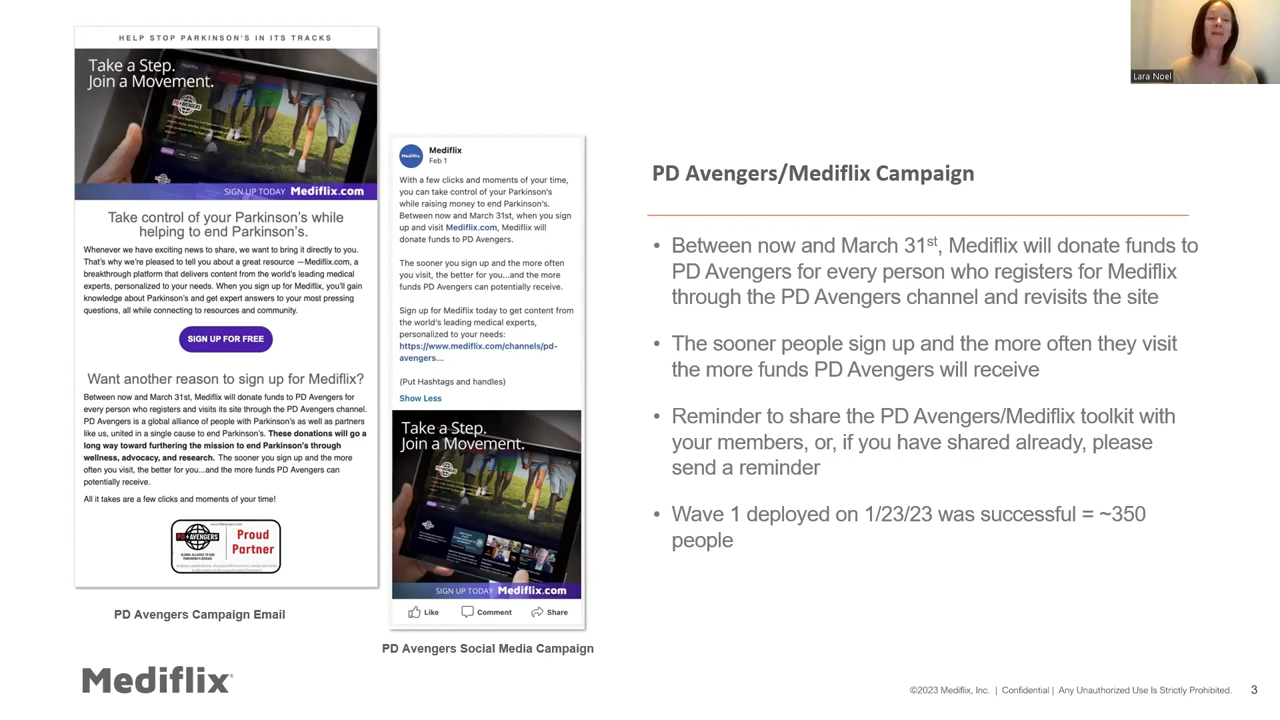 HELP STOP PARKINSON'S IN ITS TRACKS
Take a Step.
Join a Movement.
SIGN UP TODAY Mediflix.com
Take control of your Parkinson's while
helping to end Parkinson's.
Whenever we have exciting news to share, we want to bring it directly to you.
That's why we're pleased to tell you about a great resource —Mediflix.com, a
breakthrough platform that delivers content from the world's leading medical
experts, personalized to your needs. When you sign up for Mediflix, you'll gain
knowledge about Parkinson's and get expert answers to your most pressing
questions, all while connecting to resources and community.
SIGN UP FOR FREE
Want another reason to sign up for Mediflix?
Between now and March 31st, Mediflix will donate funds to PD Avengers for
every person who registers and visits its site through the PD Avengers channel.
PD Avengers is a global alliance of people with Parkinson's as well as partners
like us, united in a single cause to end Parkinson's. These donations will go a
long way toward furthering the mission to end Parkinson's through
wellness, advocacy, and research. The sooner you sign up and the more
often you visit, the better for you...and the more funds PD Avengers can
potentially receive.
All it takes are a few clicks and moments of your time!
www.PDavengers.com
PD AVENGERS
GLOBAL ALLIANCE TO END
PARKINSON'S DISEASE
Proud
Partner
PD Avengers Campaign Email
Mediflix
Mediflix
Feb 1
With a few clicks and moments of your time,
you can take control of your Parkinson's
while raising money to end Parkinson's.
Between now and March 31st, when you sign
up and visit Mediflix.com, Mediflix will
donate funds to PD Avengers.
The sooner you sign up and the more often
you visit, the better for you...and the more
funds PD Avengers can potentially receive.
Sign up for Mediflix today to get content from
the world's leading medical experts,
personalized to your needs:
https://www.mediflix.com/channels/pd-
avengers...
(Put Hashtags and handles)
Show Less
Take a Step.
Join a Movement.
SIGN UP TODAY Mediflix.com
Like Comment Share
PD Avengers Social Media Campaign
Lara Noel
PD Avengers/Mediflix Campaign
• Between now and March 31st, Mediflix will donate funds to
PD Avengers for every person who registers for Mediflix
through the PD Avengers channel and revisits the site
• The sooner people sign up and the more often they visit
the more funds PD Avengers will receive
• Reminder to share the PD Avengers/Mediflix toolkit with
your members, or, if you have shared already, please
send a reminder
• Wave 1 deployed on 1/23/23 was successful = ~350
people
Mediflix
©2023 Mediflix, Inc. | Confidential | Any Unauthorized Use Is Strictly Prohibited. 3